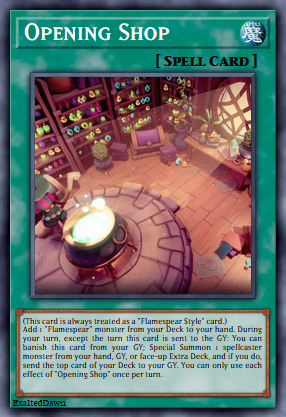 Opening Shop
[ Spell Card ]
(This card is always treated as a "Flamespear Style" card.)
Add 1 "Flamespear" monster from your Deck to your hand. During
your turn, except the turn this card is sent to the GY: You can
banish this card from your GY; Special Summon 1 spellcaster
monster from your hand, GY, or face-up Extra Deck, and if you do,
send the top card of your Deck to your GY. You can only use each
effect of "Opening Shop" once per turn.
ExaltedDawn